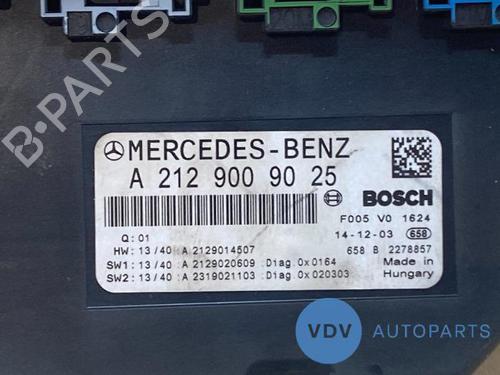 B-PARTS
MERCEDES-BENZ
A 212 900 90 25
BOSCH
F005 V0 1624
Q: 01
14-12-03 658
HW: 13/40 :A 2129014507
658 B 2278857
SW1: 13/40 :A 2129020609 :Diag.0x0164
Made in
SW2: 13/40 :A 2319021103 :Diag.0x020303
Hungary
VDV AUTOPARTS